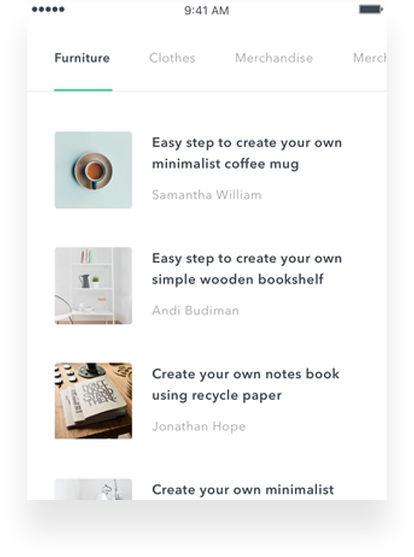 9:41 AM
Furniture Clothes Merchandise Merch
Easy step to create your own
minimalist coffee mug
Samantha William
Easy step to create your own
simple wooden bookshelf
Andi Budiman
Create your own notes book
using recycle paper
Jonathan Hope
Create your own minimalist